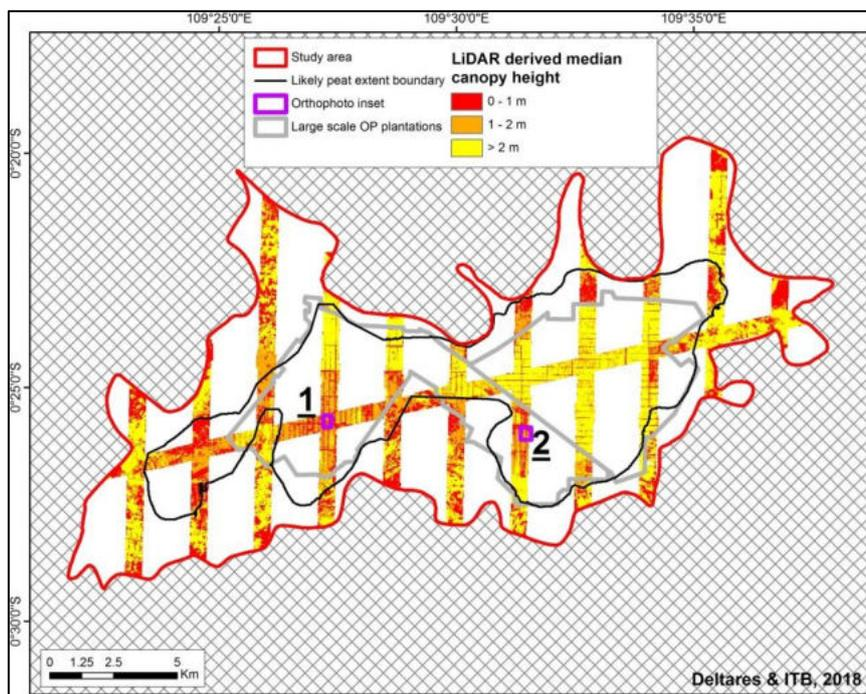 109°25'0"E
109°30'0"E
109°35'0"E
Study area
Likely peat extent boundary
Orthophoto inset
Large scale OP plantations
LiDAR derived median
canopy height
0 - 1 m
1 - 2 m
> 2 m
0°20'0"S
0°25'0"S
0°30'0"S
1
2
0 1.25 2.5 5
Km
Deltares & ITB, 2018